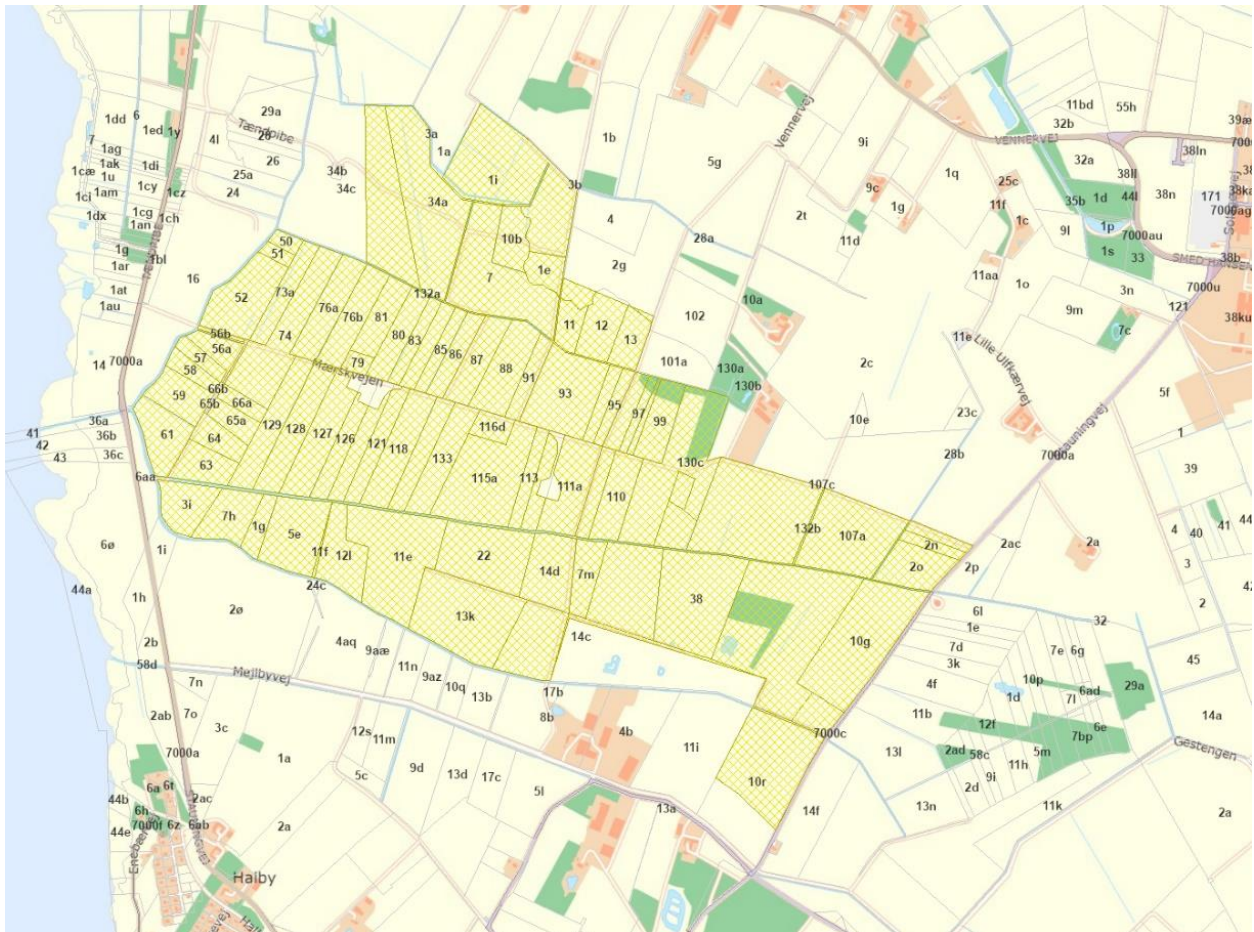 1dd
6
1ed
1y
7
1ag
1ak
1di
1u
1cæ
1am
1cy
1cz
1ci
1dx
1cg
1ch
1an
1g
1bl
1ar
1at
1au
16
29a
Tændpibe
4l
26
25a
24
34b
34c
3a
1a
34a
1i
3b
10b
7
1e
1b
4
2g
28a
5g
Vennervej
2t
9i
9c
1g
11d
1q
25c
11f
1c
11aa
1o
VENNERVEJ
11bd
32b
55h
39æ
32a
38ln
38ll
38n
171
7000ag
35b
1d
44l
9l
1p
7000au
1s
33
SMED HANSEN
38b
7000u
3n
121
9m
7c
38ku
50
51
52
73a
76a
76b
132a
81
80
83
85
86
87
88
91
93
11
12
13
74
79
Mærskvejen
56b
56a
57
58
59
66b
65b
66a
65a
61
64
63
129
128
127
126
121
118
133
116d
115a
113
111a
110
95
97
99
101a
102
130a
130b
10a
130c
107c
132b
107a
2n
2o
2p
2c
10e
23c
28b
11e
Lille Ulfkærvej
7000a
2ac
2a
5f
1
39
4
40
41
44
3
2
42
32
45
14a
Gestengen
14
7000a
36a
36b
36c
41
42
43
6aa
3i
7h
1g
5e
11f
12l
24c
11e
22
14d
7m
38
13k
14c
10g
6ø
1i
44a
1h
2b
58d
2ø
4aq
9aæ
11n
9az
10q
13b
17b
8b
4b
11i
Mejlbyvej
7n
7o
2ab
3c
7000a
1a
12s
11m
5c
9d
13d
17c
5l
13a
10r
7000c
14f
6l
1e
7d
3k
4f
11b
13l
7e
6g
10p
1d
7l
6ad
29a
12f
6e
7bp
5m
2ad
58c
9i
11h
2d
13n
11k
2a
44b
6a
6f
6h
2ac
7000f
6z
6ab
44e
2a
Halby